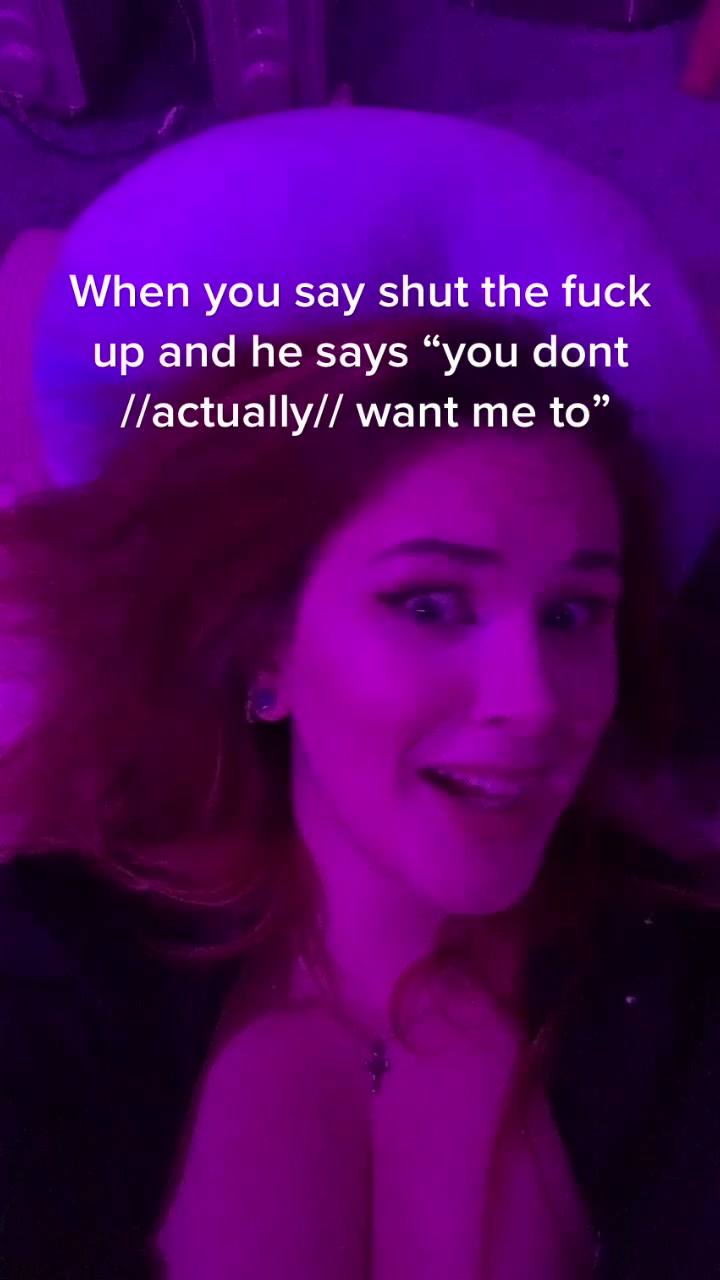 When you say shut the fuck
up and he says “you dont
//actually// want me to”